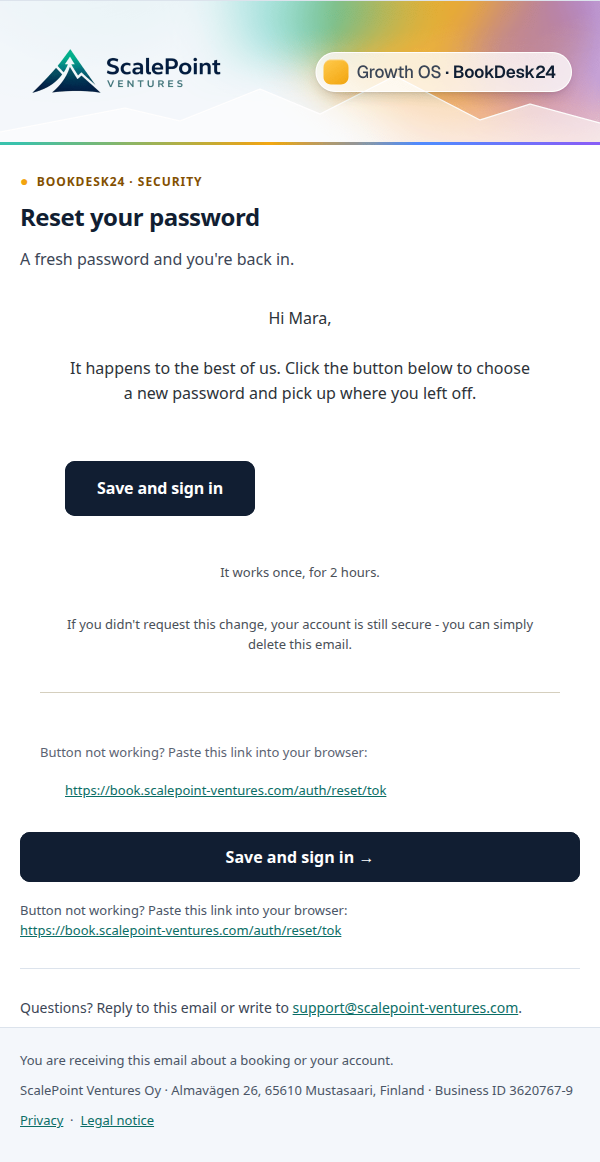 ScalePoint
VENTURES
Growth OS · BookDesk24
BOOKDESK24 · SECURITY
Reset your password
A fresh password and you're back in.
Hi Mara,
It happens to the best of us. Click the button below to choose
a new password and pick up where you left off.
Save and sign in
It works once, for 2 hours.
If you didn't request this change, your account is still secure - you can simply
delete this email.
Button not working? Paste this link into your browser:
https://book.scalepoint-ventures.com/auth/reset/tok
Save and sign in →
Button not working? Paste this link into your browser:
https://book.scalepoint-ventures.com/auth/reset/tok
Questions? Reply to this email or write to support@scalepoint-ventures.com.
You are receiving this email about a booking or your account.
ScalePoint Ventures Oy · Almavägen 26, 65610 Mustasaari, Finland · Business ID 3620767-9
Privacy · Legal notice